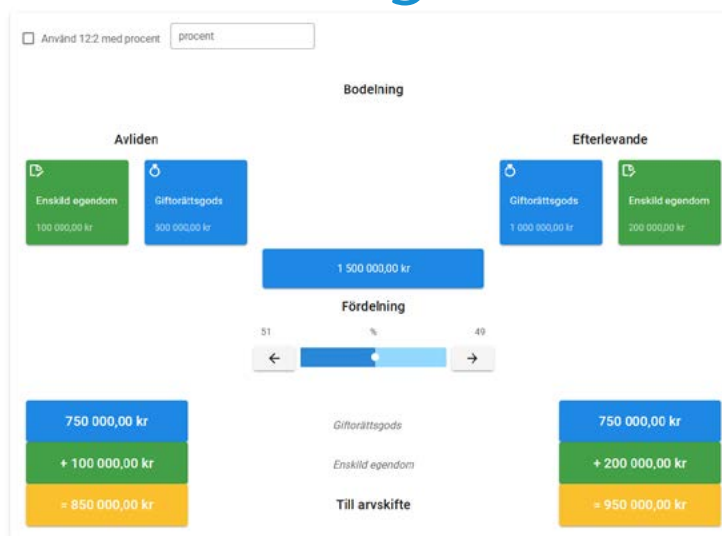 Använd 12:2 med procent procent
Bodelning
Avliden Efterlevande
Enskild egendom Giftorättsgods Giftorättsgods Enskild egendom
100 000,00 kr 500 000,00 kr 1 000 000,00 kr 200 000,00 kr
1 500 000,00 kr
Fördelning
51 % 49
750 000,00 kr Giftorättsgods 750 000,00 kr
+ 100 000,00 kr Enskild egendom + 200 000,00 kr
= 850 000,00 kr Till arvskifte = 950 000,00 kr